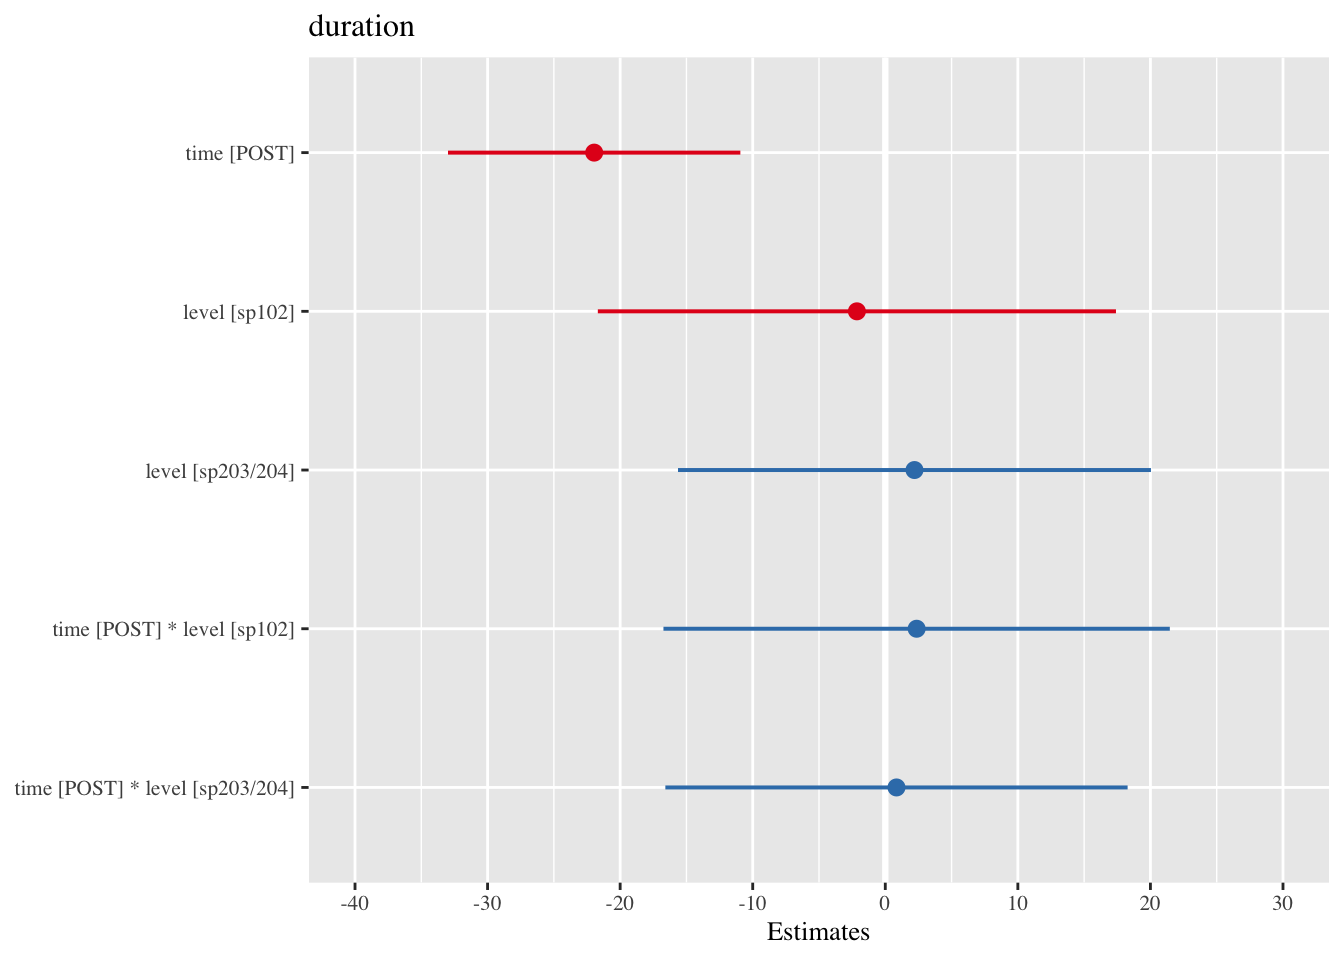 duration
time [POST]
level [sp102]
level [sp203/204]
time [POST] * level [sp102]
time [POST] * level [sp203/204]
-40 -30 -20 -10 0 10 20 30
Estimates